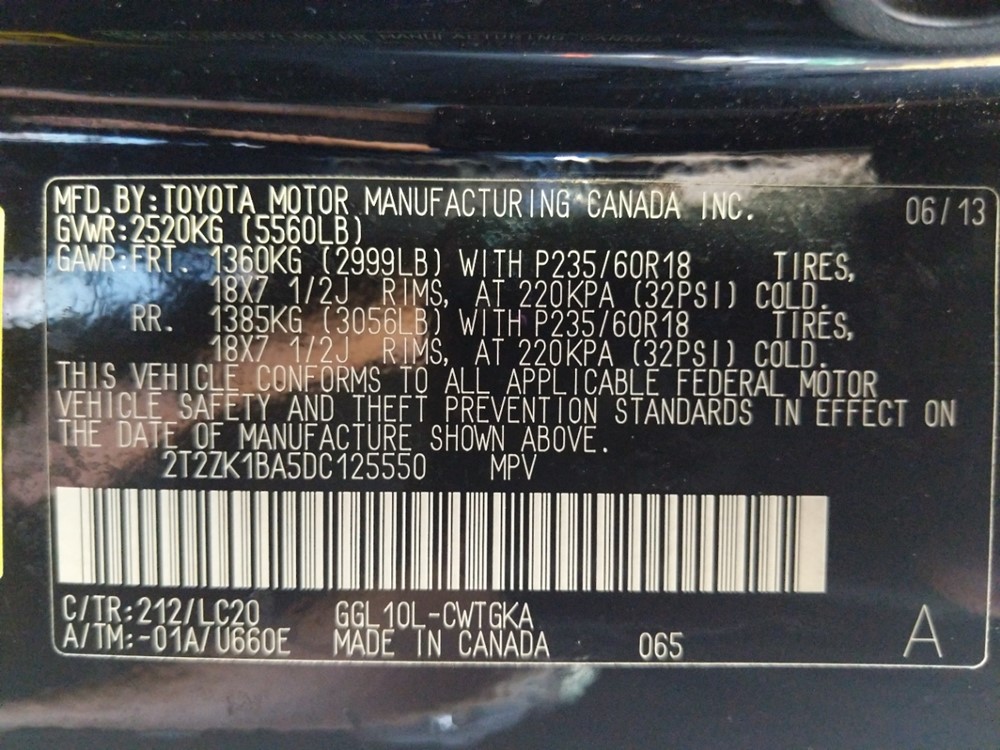 MFD.BY:TOYOTA MOTOR MANUFACTURING CANADA INC. 06/13
GVWR:2520KG (5560LB)
GAWR:FRT. 1360KG (2999LB) WITH P235/60R18 TIRES,
18X7 1/2J RIMS, AT 220KPA (32PSI) COLD.
RR. 1385KG (3056LB) WITH P235/60R18 TIRES,
18X7 1/2J RIMS, AT 220KPA (32PSI) COLD.
THIS VEHICLE CONFORMS TO ALL APPLICABLE FEDERAL MOTOR
VEHICLE SAFETY AND THEFT PREVENTION STANDARDS IN EFFECT ON
THE DATE OF MANUFACTURE SHOWN ABOVE.
2T2ZK1BA5DC125550 MPV
C/TR:212/LC20 GGL10L-CWTGKA
A/TM:-01A/U660E MADE IN CANADA 065 A